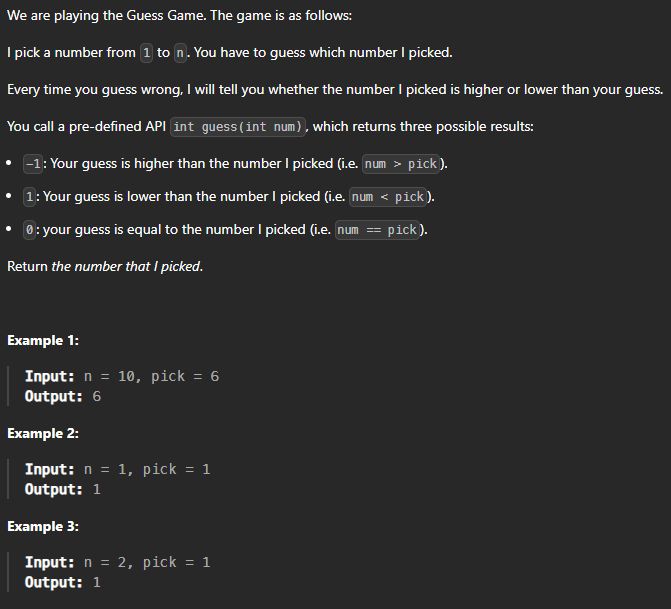 We are playing the Guess Game. The game is as follows:
I pick a number from 1 to n. You have to guess which number I picked.
Every time you guess wrong, I will tell you whether the number I picked is higher or lower than your guess.
You call a pre-defined API int guess(int num), which returns three possible results:
• -1: Your guess is higher than the number I picked (i.e. num > pick).
• 1: Your guess is lower than the number I picked (i.e. num < pick).
• 0: your guess is equal to the number I picked (i.e. num == pick).
Return the number that I picked.
Example 1:
Input: n = 10, pick = 6
Output: 6
Example 2:
Input: n = 1, pick = 1
Output: 1
Example 3:
Input: n = 2, pick = 1
Output: 1